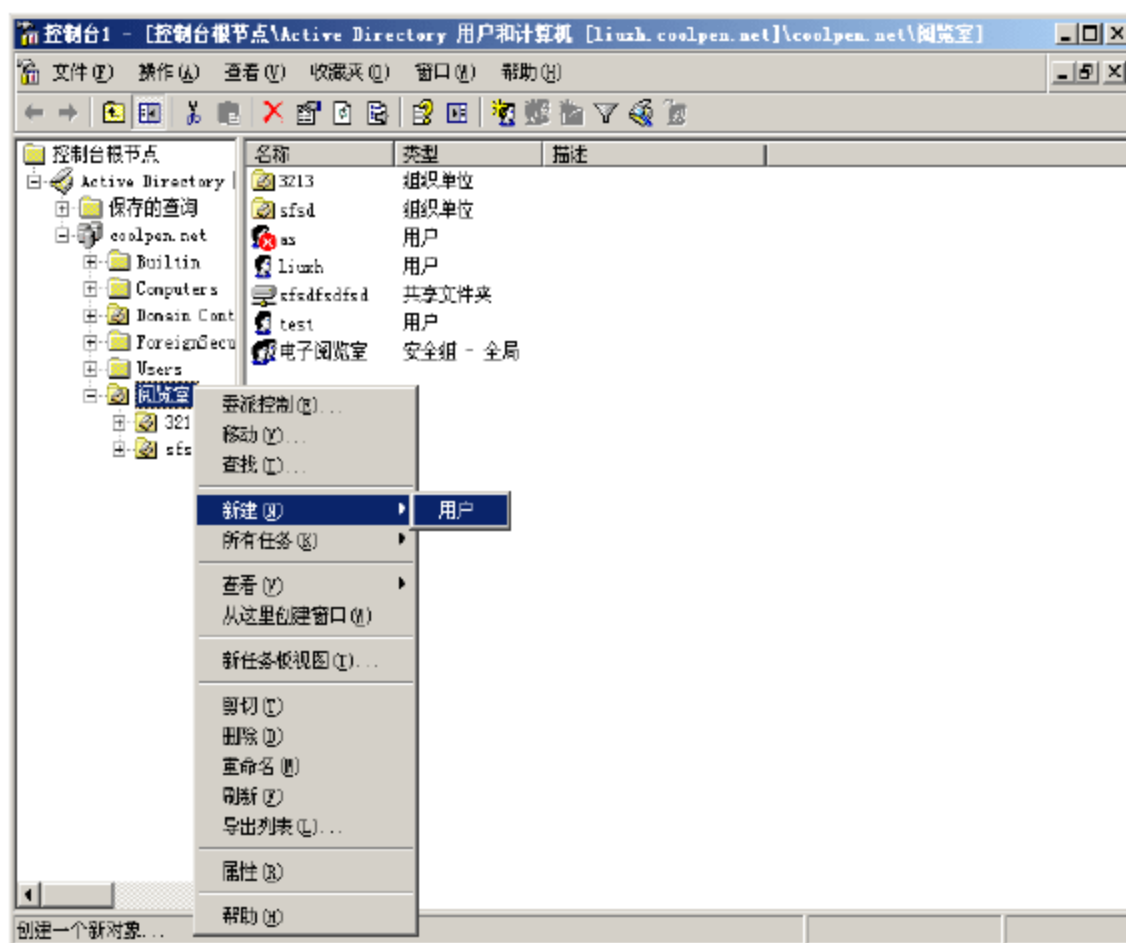 控制台1 - [控制台根节点\Active Directory 用户和计算机 [liuzh.coolpen.net]\coolpen.net\阅览室]
文件(F) 操作(A) 查看(V) 收藏夹(O) 窗口(W) 帮助(H)
控制台根节点
Active Directory
保存的查询
coolpen.net
Builtin
Computers
Domain Cont
ForeignSecu
Users
阅览室
321
sfs
名称 类型 描述
3213 组织单位
sfsd 组织单位
as 用户
liuzh 用户
sfsdfsdfsd 共享文件夹
test 用户
电子阅览室 安全组 - 全局
委派控制(E)...
移动(V)...
查找(I)...
新建(N)
用户
所有任务(K)
查看(V)
从这里创建窗口(W)
新任务板视图(T)...
剪切(T)
删除(D)
重命名(M)
刷新(F)
导出列表(L)...
属性(R)
帮助(H)
创建一个新对象...